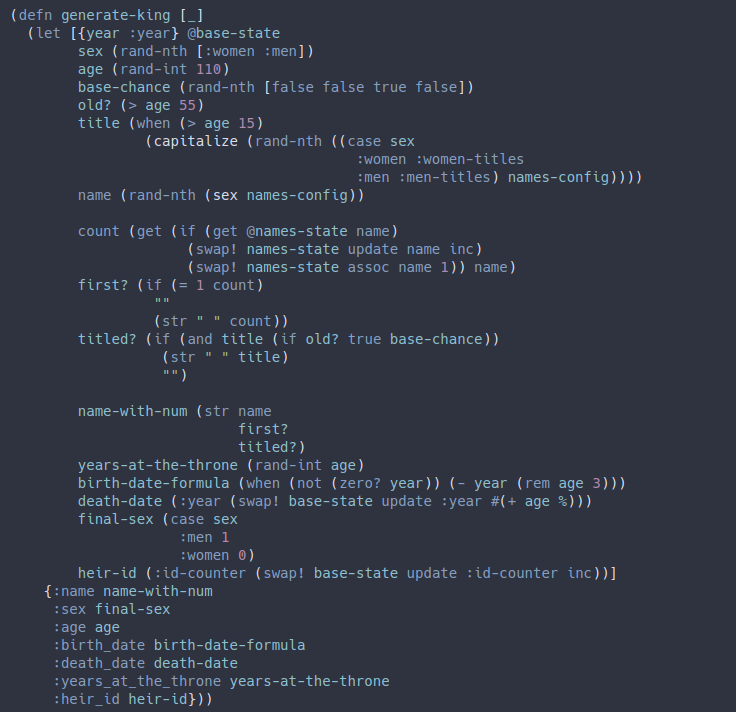 (defn generate-king [_]
  (let [{year :year} @base-state
        sex (rand-nth [:women :men])
        age (rand-int 110)
        base-chance (rand-nth [false false true false])
        old? (> age 55)
        title (when (> age 15)
                (capitalize (rand-nth ((case sex
                                         :women :women-titles
                                         :men :men-titles) names-config))))
        name (rand-nth (sex names-config))

        count (get (if (get @names-state name)
                     (swap! names-state update name inc)
                     (swap! names-state assoc name 1)) name)
        first? (if (= 1 count)
                 ""
                 (str " " count))
        titled? (if (and title (if old? true base-chance))
                  (str " " title)
                  "")

        name-with-num (str name
                           first?
                           titled?)
        years-at-the-throne (rand-int age)
        birth-date-formula (when (not (zero? year)) (- year (rem age 3)))
        death-date (:year (swap! base-state update :year #(+ age %)))
        final-sex (case sex
                    :men 1
                    :women 0)
        heir-id (:id-counter (swap! base-state update :id-counter inc))]
    {:name name-with-num
     :sex final-sex
     :age age
     :birth_date birth-date-formula
     :death_date death-date
     :years_at_the_throne years-at-the-throne
     :heir_id heir-id}))